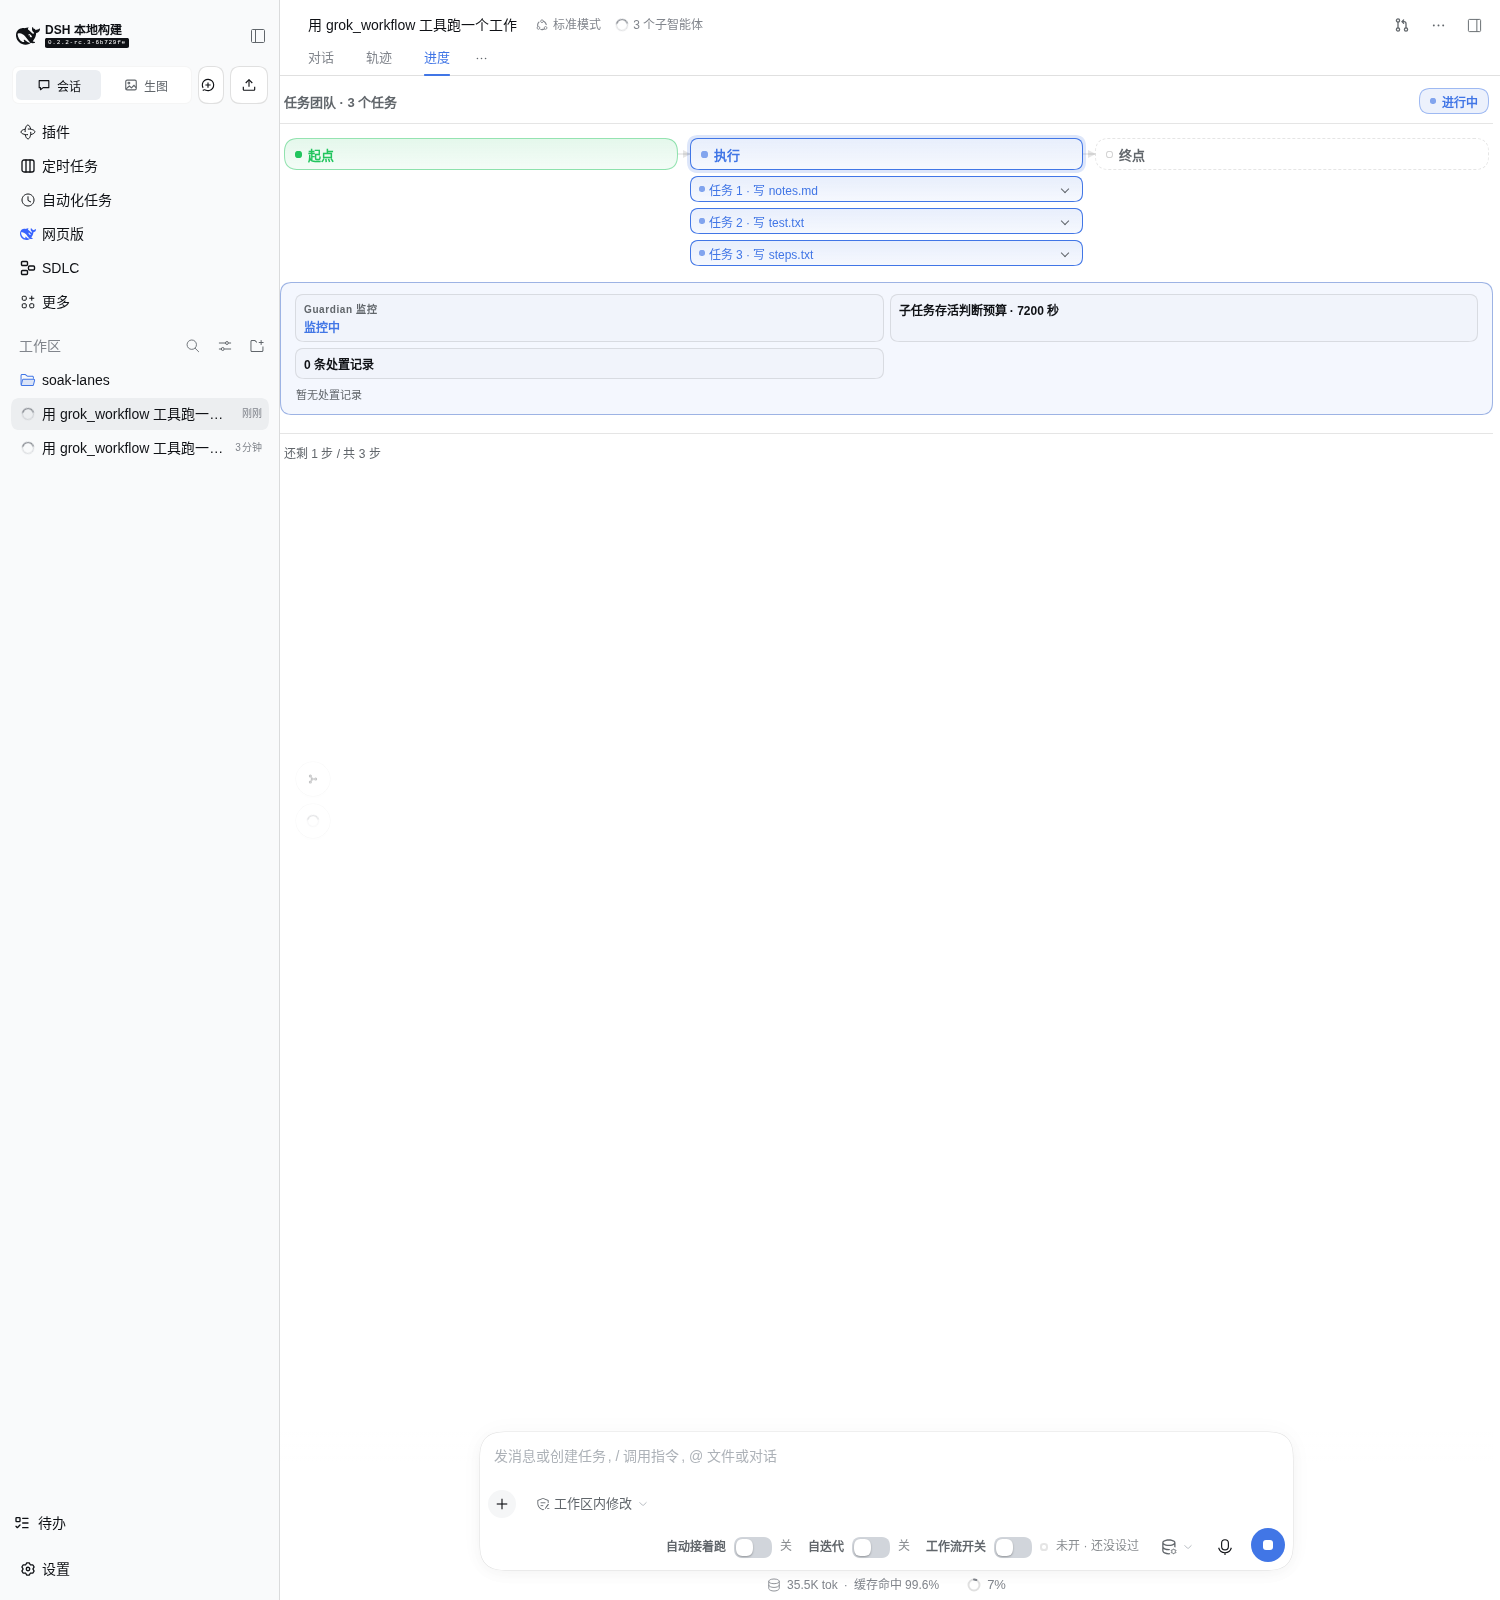 DSH 本地构建
0.2.2-rc.3-6b729fe
会话
生图
插件
定时任务
自动化任务
网页版
SDLC
更多
工作区
soak-lanes
用 grok_workflow 工具跑一… 刚刚
用 grok_workflow 工具跑一… 3分钟
待办
设置
用 grok_workflow 工具跑一个工作 标准模式 3 个子智能体
对话 轨迹 进度 ···
任务团队 · 3 个任务 进行中
起点 执行 终点
任务 1 · 写 notes.md
任务 2 · 写 test.txt
任务 3 · 写 steps.txt
Guardian 监控
监控中
子任务存活判断预算 · 7200 秒
0 条处置记录
暂无处置记录
还剩 1 步 / 共 3 步
发消息或创建任务, / 调用指令, @ 文件或对话
工作区内修改
自动接着跑 关 自迭代 关 工作流开关 未开 · 还没设过
35.5K tok · 缓存命中 99.6% 7%